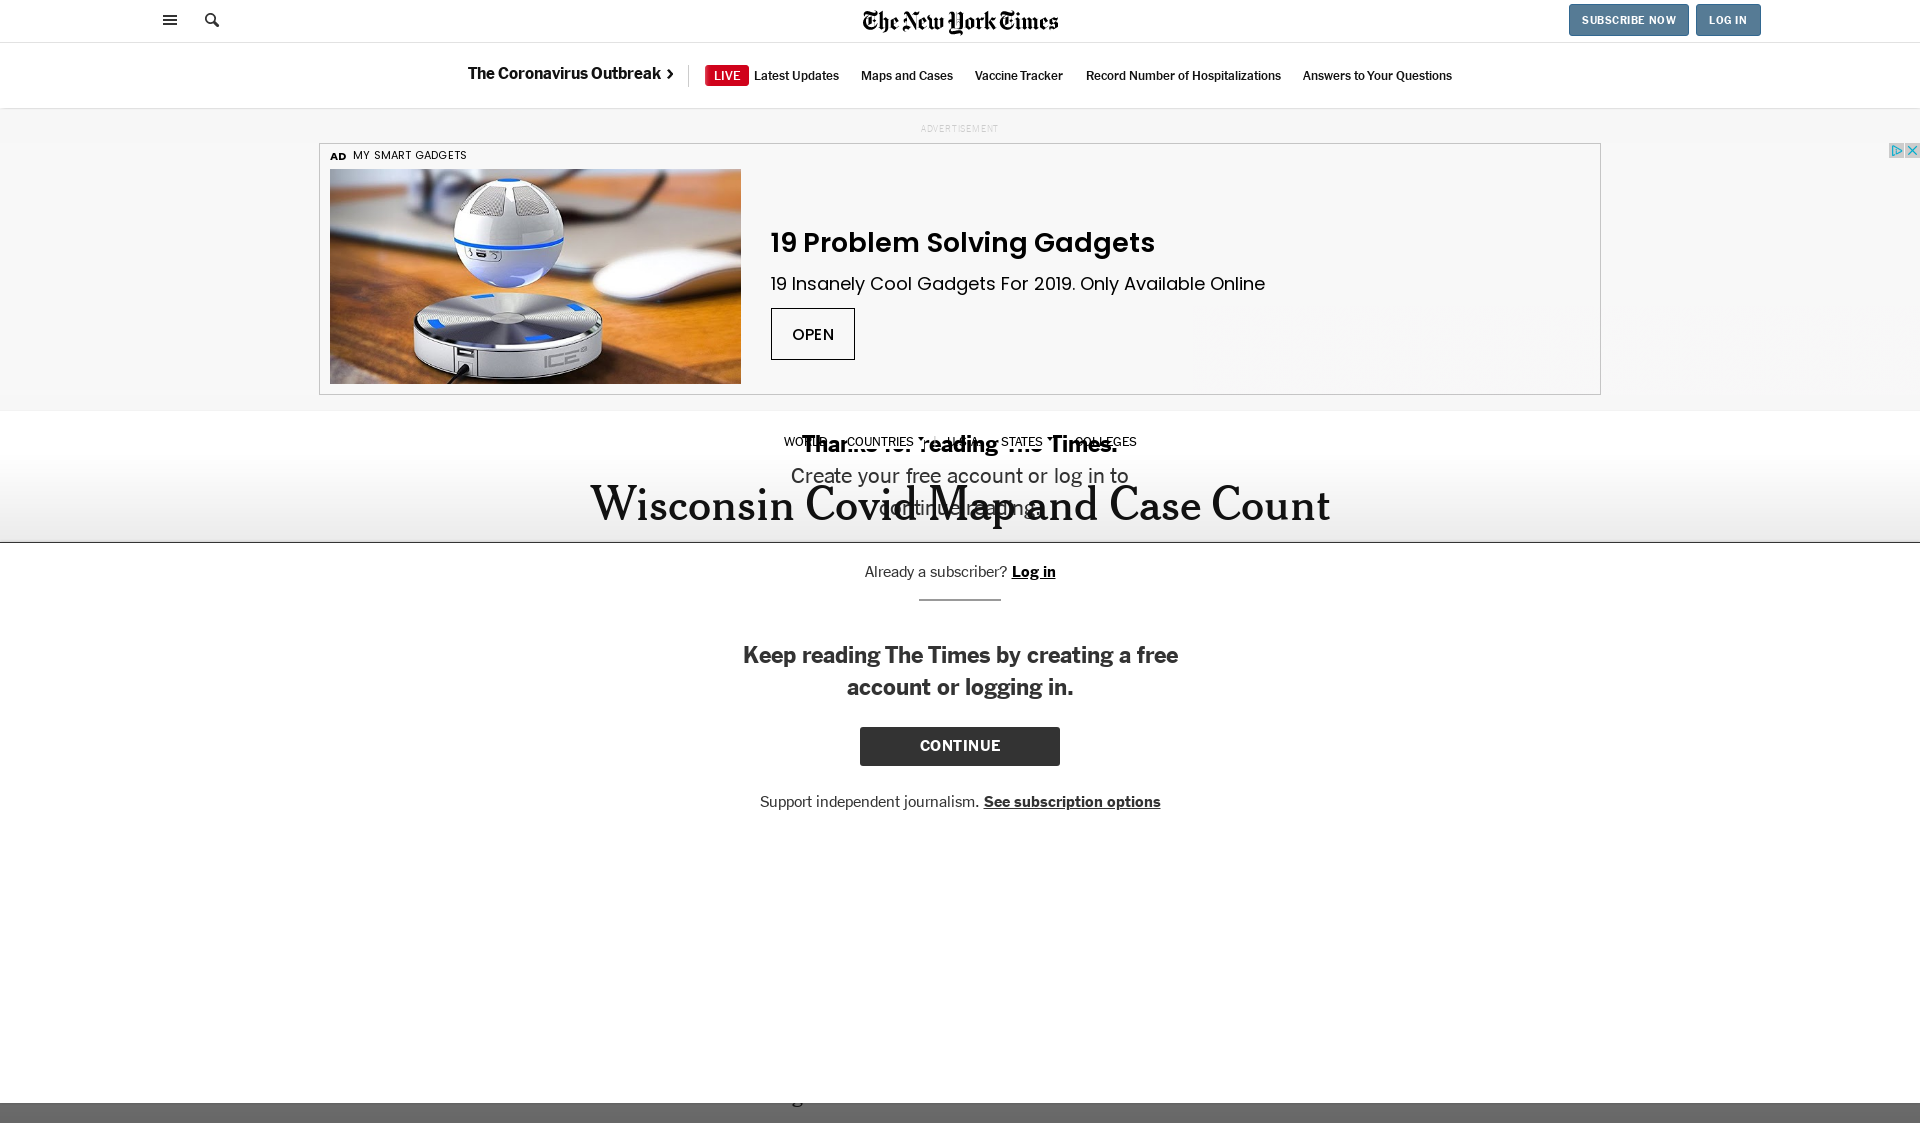 The New York Times
SUBSCRIBE NOW
LOG IN
The Coronavirus Outbreak
LIVE Latest Updates
Maps and Cases
Vaccine Tracker
Record Number of Hospitalizations
Answers to Your Questions
ADVERTISEMENT
AD MY SMART GADGETS
ICE
19 Problem Solving Gadgets
19 Insanely Cool Gadgets For 2019. Only Available Online
OPEN
WORLD
COUNTRIES
U.S.A.
STATES
COLLEGES
Thanks for reading The Times.
Create your free account or log in to
continue reading.
Wisconsin Covid Map and Case Count
Already a subscriber? Log in
Keep reading The Times by creating a free
account or logging in.
CONTINUE
Support independent journalism. See subscription options